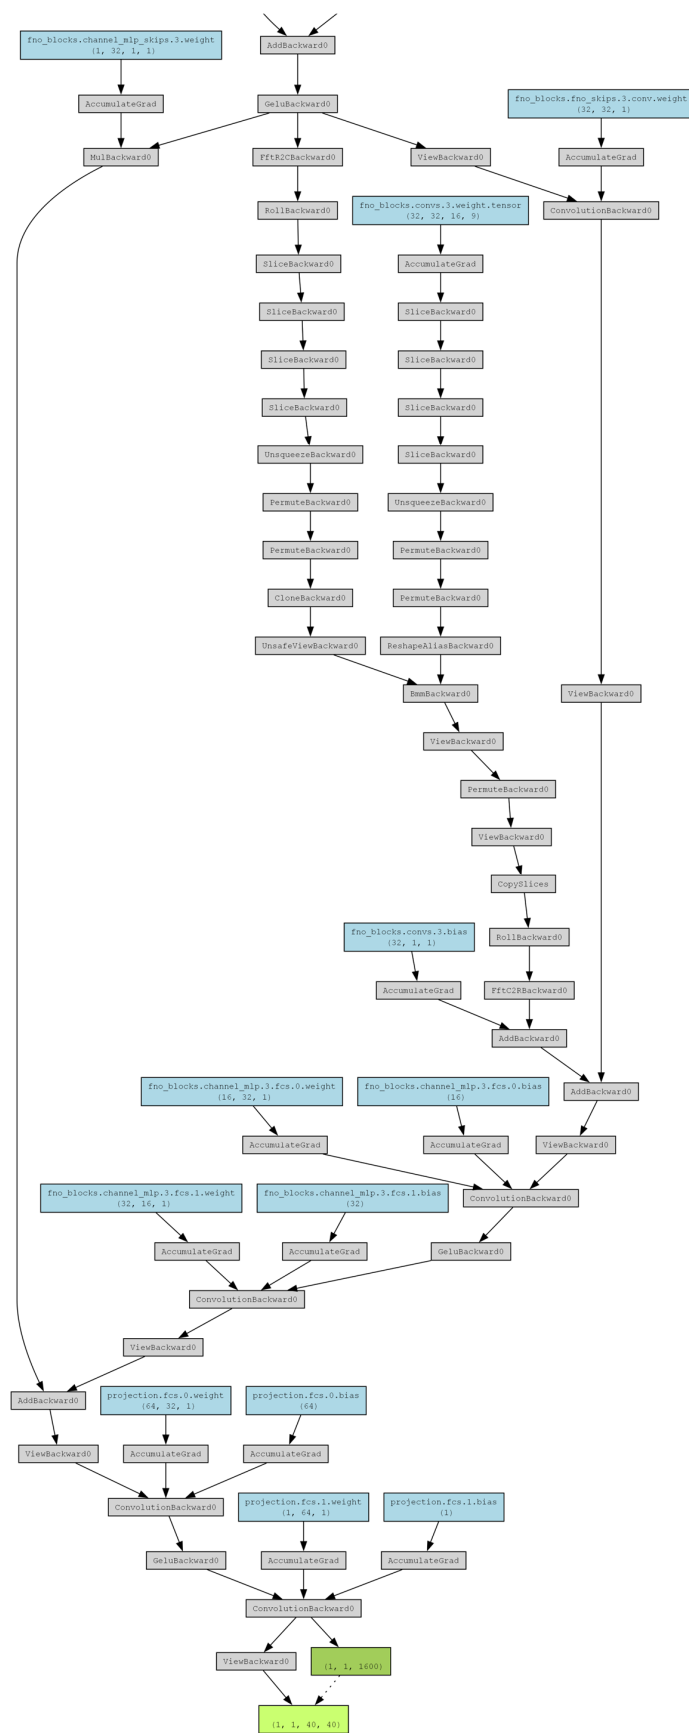 AddBackward0
fno_blocks.channel_mlp_skips.3.weight
(1, 32, 1, 1)
AccumulateGrad
GeluBackward0
fno_blocks.fno_skips.3.conv.weight
(32, 32, 1)
MulBackward0
FftR2CBackward0
ViewBackward0
AccumulateGrad
RollBackward0
fno_blocks.convs.3.weight.tensor
(32, 32, 16, 9)
ConvolutionBackward0
SliceBackward0
AccumulateGrad
SliceBackward0
SliceBackward0
SliceBackward0
SliceBackward0
SliceBackward0
SliceBackward0
UnsqueezeBackward0
SliceBackward0
PermuteBackward0
UnsqueezeBackward0
PermuteBackward0
PermuteBackward0
CloneBackward0
PermuteBackward0
UnsafeViewBackward0
ReshapeAliasBackward0
BmmBackward0
ViewBackward0
ViewBackward0
PermuteBackward0
ViewBackward0
CopySlices
fno_blocks.convs.3.bias
(32, 1, 1)
RollBackward0
AccumulateGrad
FftC2RBackward0
AddBackward0
fno_blocks.channel_mlp.3.fcs.0.weight
(16, 32, 1)
fno_blocks.channel_mlp.3.fcs.0.bias
(16)
AddBackward0
AccumulateGrad
AccumulateGrad
ViewBackward0
fno_blocks.channel_mlp.3.fcs.1.weight
(32, 16, 1)
fno_blocks.channel_mlp.3.fcs.1.bias
(32)
ConvolutionBackward0
AccumulateGrad
AccumulateGrad
GeluBackward0
ConvolutionBackward0
ViewBackward0
AddBackward0
projection.fcs.0.weight
(64, 32, 1)
projection.fcs.0.bias
(64)
ViewBackward0
AccumulateGrad
AccumulateGrad
ConvolutionBackward0
projection.fcs.1.weight
(1, 64, 1)
projection.fcs.1.bias
(1)
GeluBackward0
AccumulateGrad
AccumulateGrad
ConvolutionBackward0
ViewBackward0
(1, 1, 1600)
(1, 1, 40, 40)